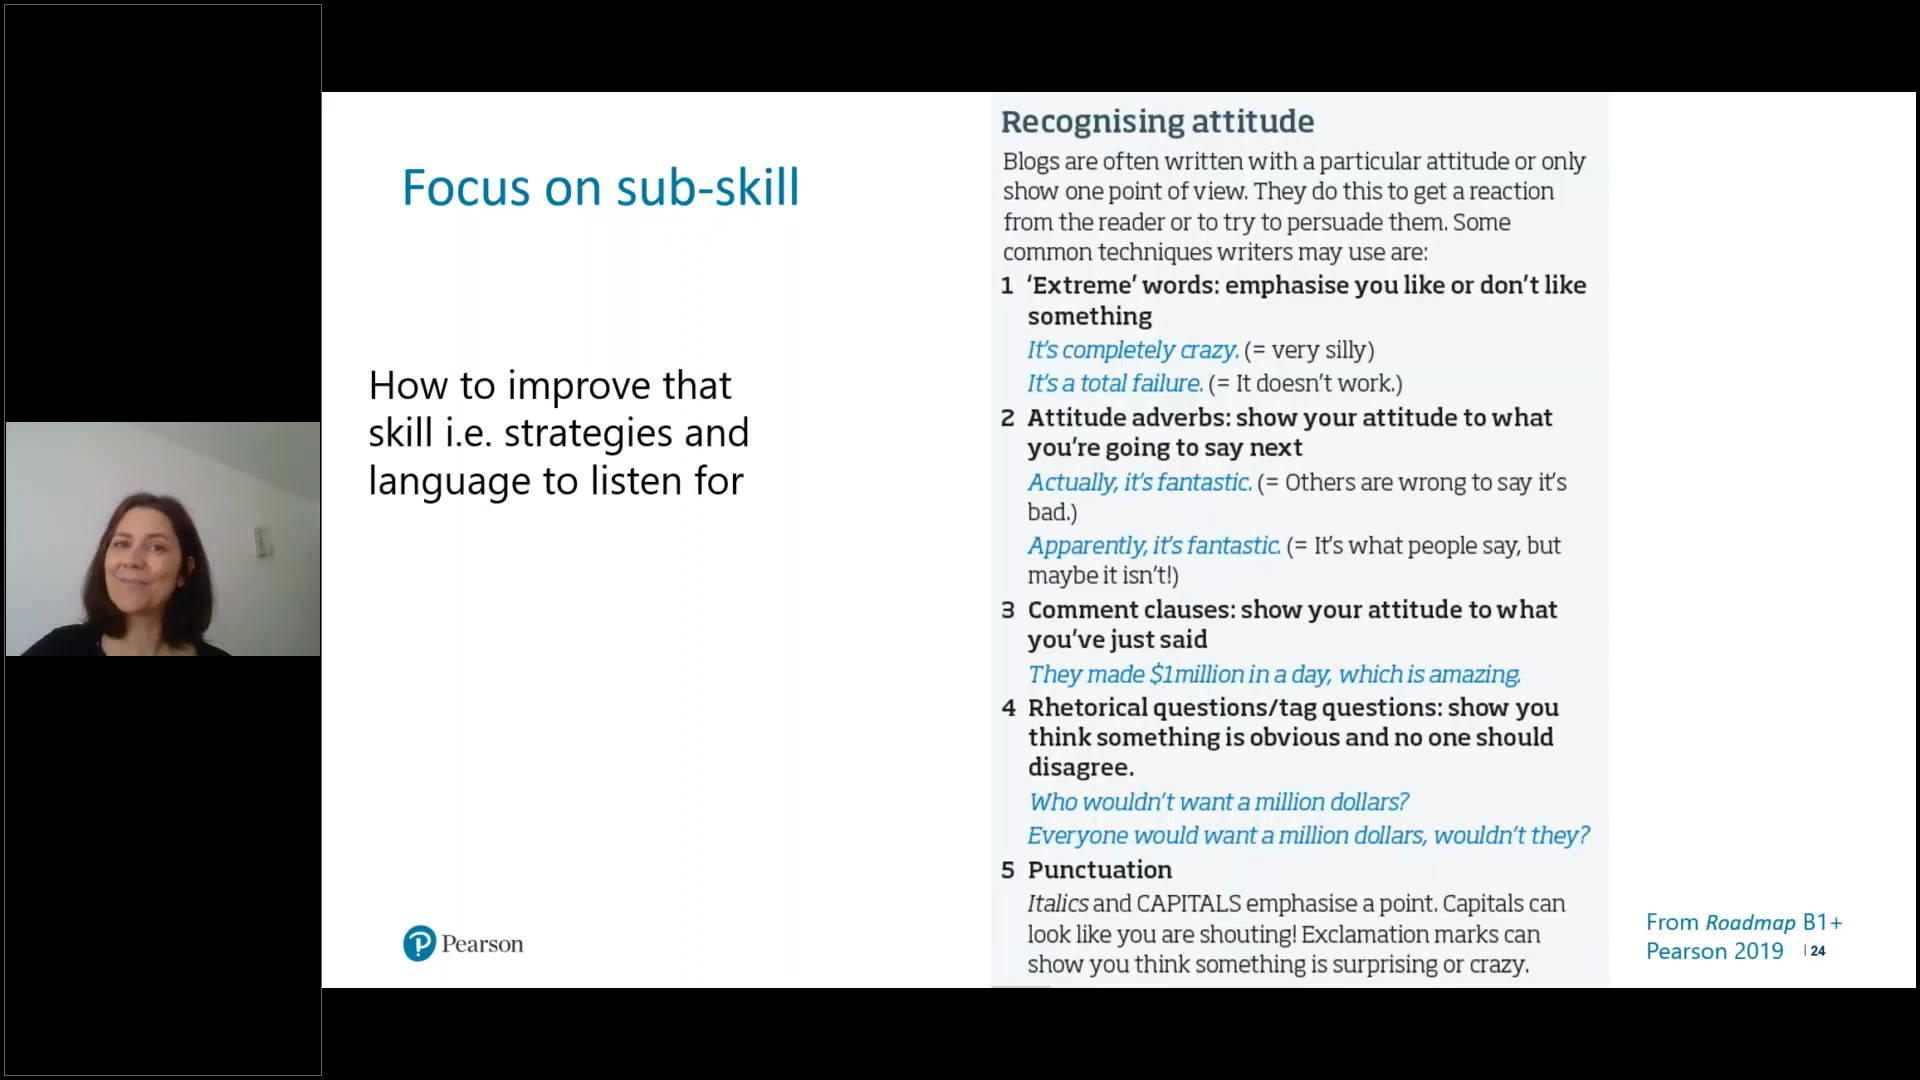 Focus on sub-skill
How to improve that
skill i.e. strategies and
language to listen for
Pearson
Recognising attitude
Blogs are often written with a particular attitude or only
show one point of view. They do this to get a reaction
from the reader or to try to persuade them. Some
common techniques writers may use are:
1 ‘Extreme’ words: emphasise you like or don’t like
something
It’s completely crazy. (= very silly)
It’s a total failure. (= It doesn’t work.)
2 Attitude adverbs: show your attitude to what
you’re going to say next
Actually, it’s fantastic. (= Others are wrong to say it’s
bad.)
Apparently, it’s fantastic. (= It’s what people say, but
maybe it isn’t!)
3 Comment clauses: show your attitude to what
you’ve just said
They made $1million in a day, which is amazing.
4 Rhetorical questions/tag questions: show you
think something is obvious and no one should
disagree.
Who wouldn’t want a million dollars?
Everyone would want a million dollars, wouldn’t they?
5 Punctuation
Italics and CAPITALS emphasise a point. Capitals can
look like you are shouting! Exclamation marks can
show you think something is surprising or crazy.
From Roadmap B1+
Pearson 2019 | 24